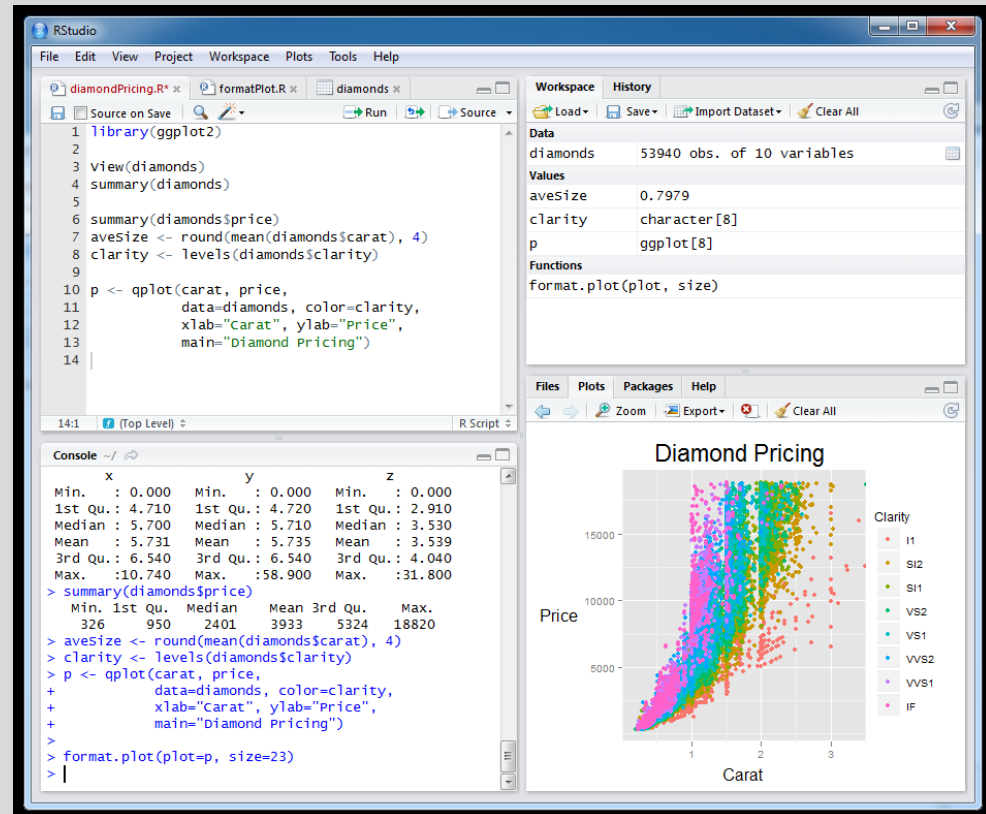 RStudio
File Edit View Project Workspace Plots Tools Help
diamondPricing.R* × formatPlot.R × diamonds ×
Source on Save Run Source
1 library(ggplot2)
2
3 View(diamonds)
4 summary(diamonds)
5
6 summary(diamonds$price)
7 aveSize <- round(mean(diamonds$carat), 4)
8 clarity <- levels(diamonds$clarity)
9
10 p <- qplot(carat, price,
11 data=diamonds, color=clarity,
12 xlab="Carat", ylab="Price",
13 main="Diamond Pricing")
14
14:1 (Top Level) R Script
Console ~/
x y z
Min. : 0.000 Min. : 0.000 Min. : 0.000
1st Qu.: 4.710 1st Qu.: 4.720 1st Qu.: 2.910
Median : 5.700 Median : 5.710 Median : 3.530
Mean : 5.731 Mean : 5.735 Mean : 3.539
3rd Qu.: 6.540 3rd Qu.: 6.540 3rd Qu.: 4.040
Max. :10.740 Max. :58.900 Max. :31.800
> summary(diamonds$price)
Min. 1st Qu. Median Mean 3rd Qu. Max.
326 950 2401 3933 5324 18820
> aveSize <- round(mean(diamonds$carat), 4)
> clarity <- levels(diamonds$clarity)
> p <- qplot(carat, price,
+ data=diamonds, color=clarity,
+ xlab="Carat", ylab="Price",
+ main="Diamond Pricing")
>
> format.plot(plot=p, size=23)
>
Workspace History
Load Save Import Dataset Clear All
Data
diamonds 53940 obs. of 10 variables
Values
aveSize 0.7979
clarity character[8]
p ggplot[8]
Functions
format.plot(plot, size)
Files Plots Packages Help
Zoom Export Clear All
Diamond Pricing
Price
15000
10000
5000
1 2 3
Carat
Clarity
I1
SI2
SI1
VS2
VS1
VVS2
VVS1
IF